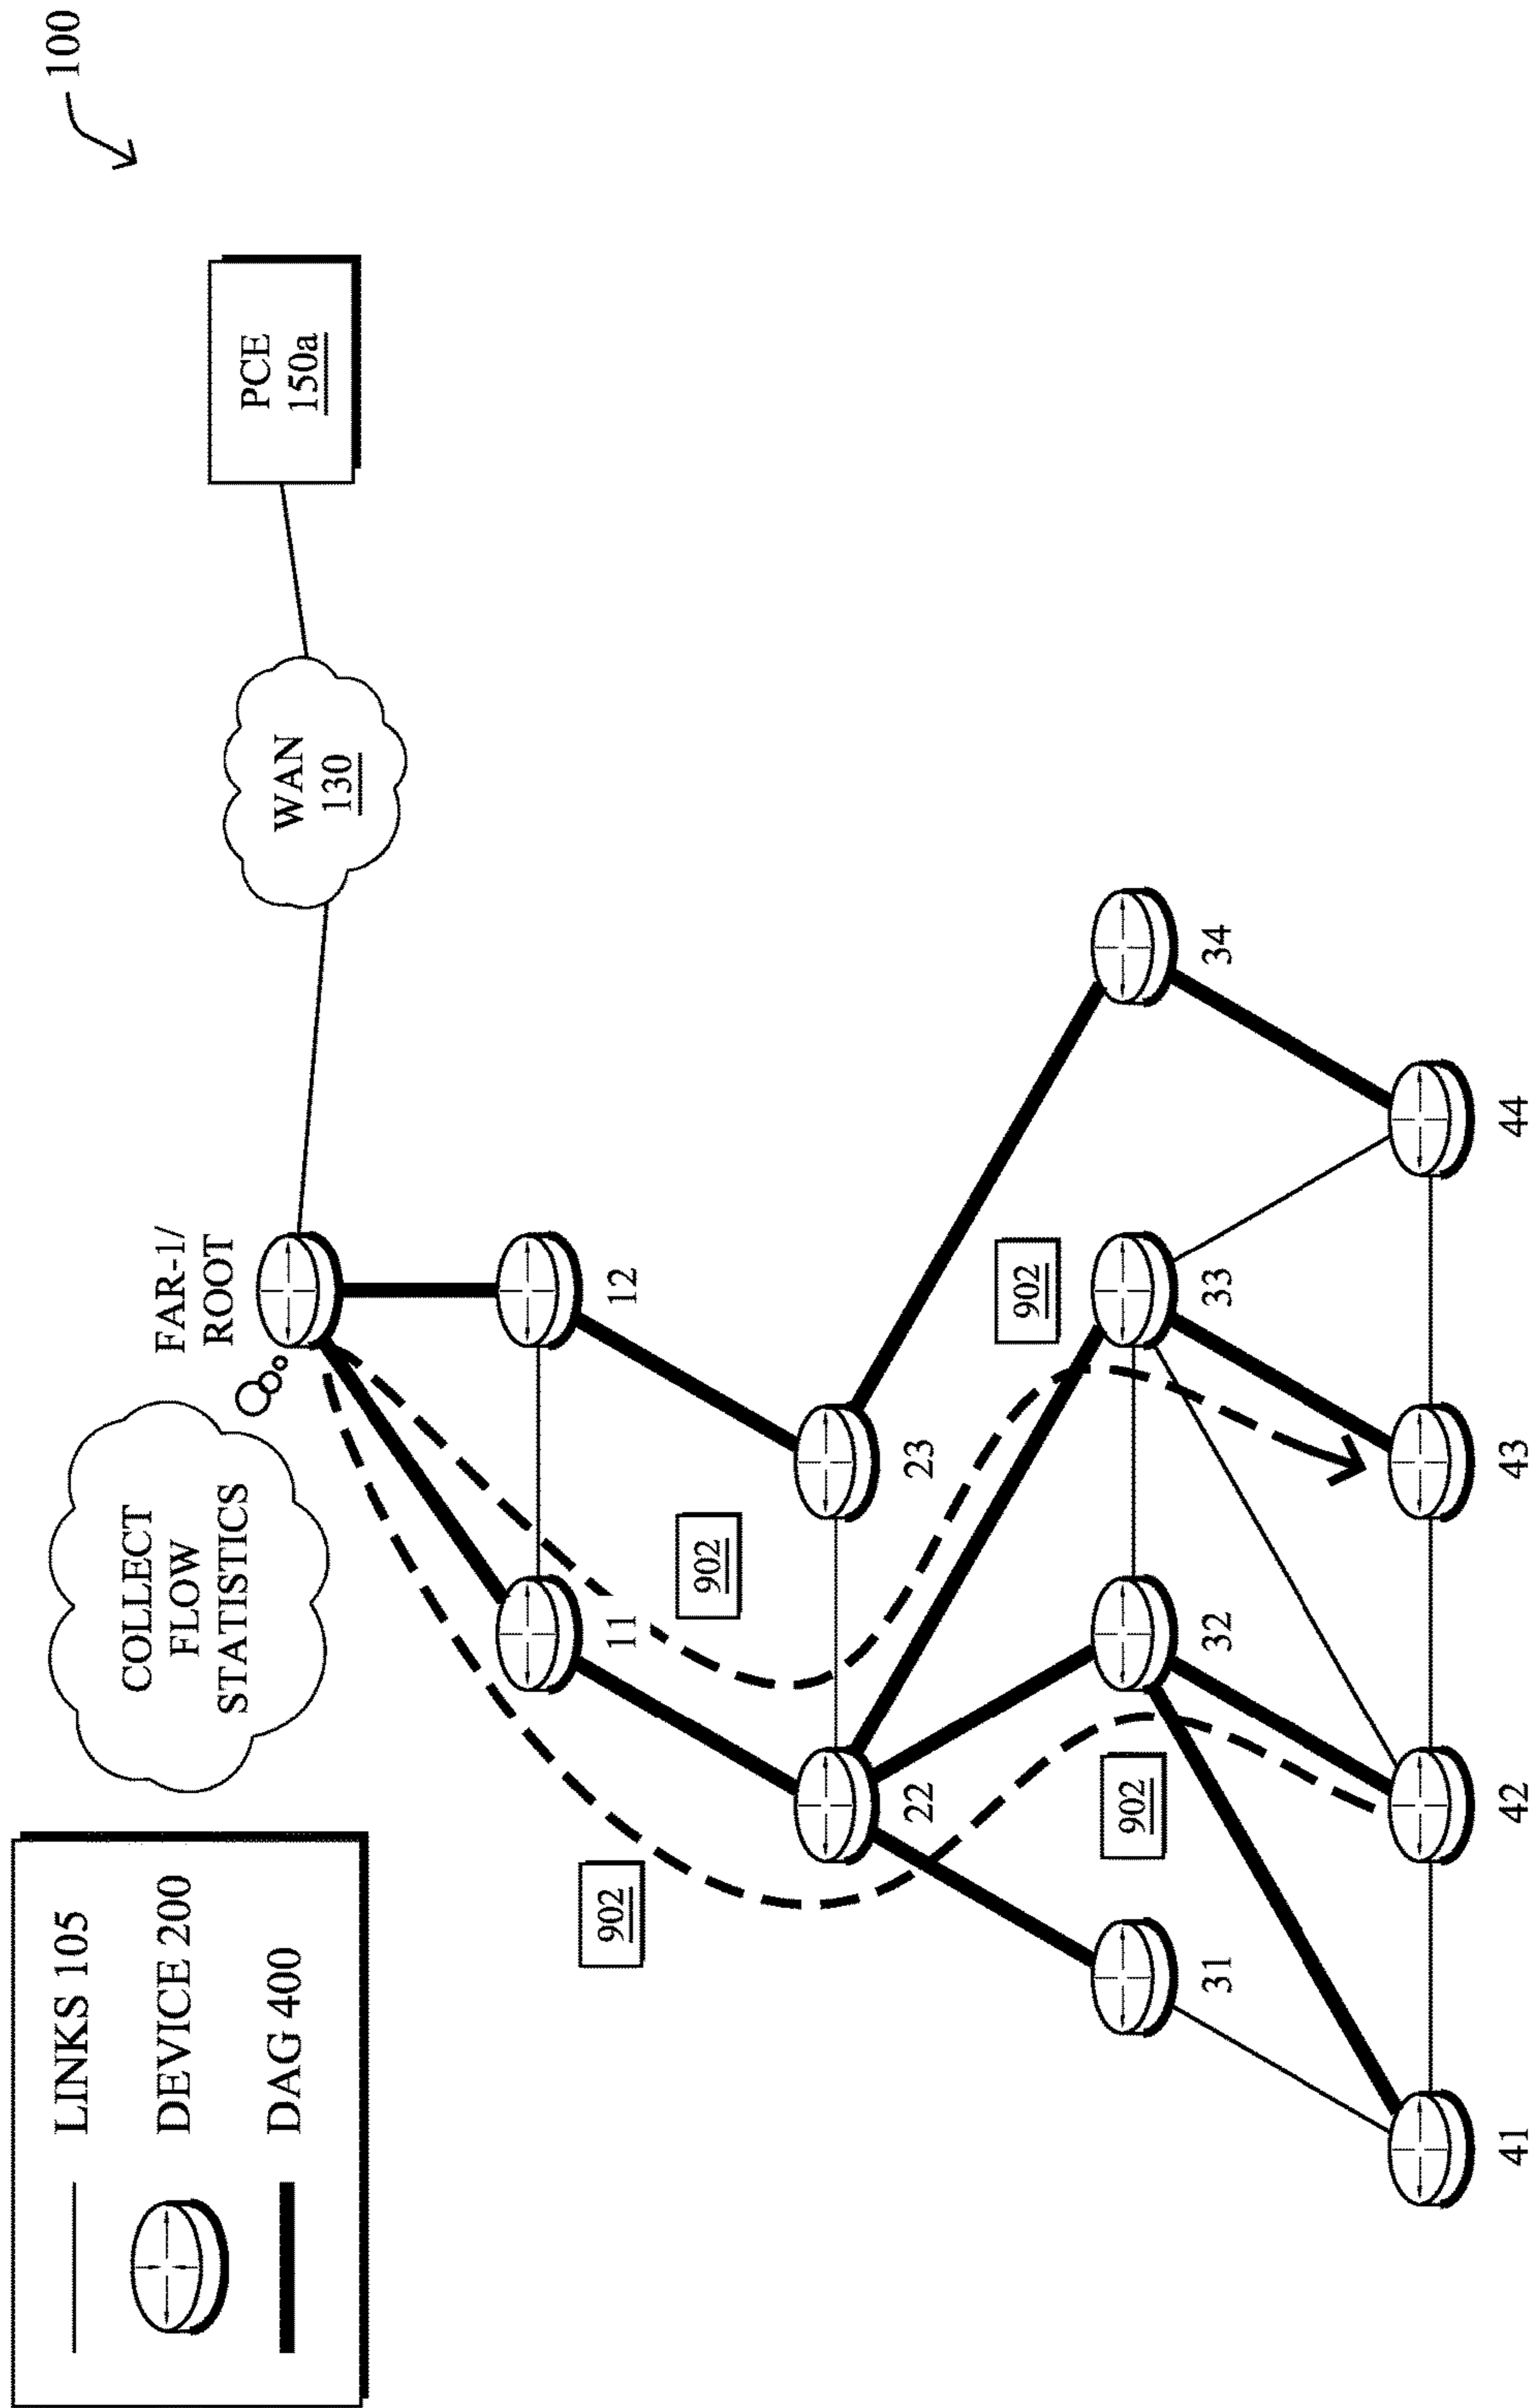 100
LINKS 105
DEVICE 200
DAG 400
COLLECT
FLOW
STATISTICS
FAR-1/
ROOT
WAN
130
PCE
150a
11
12
902
902
22
23
902
902
31
32
33
34
41
42
43
44